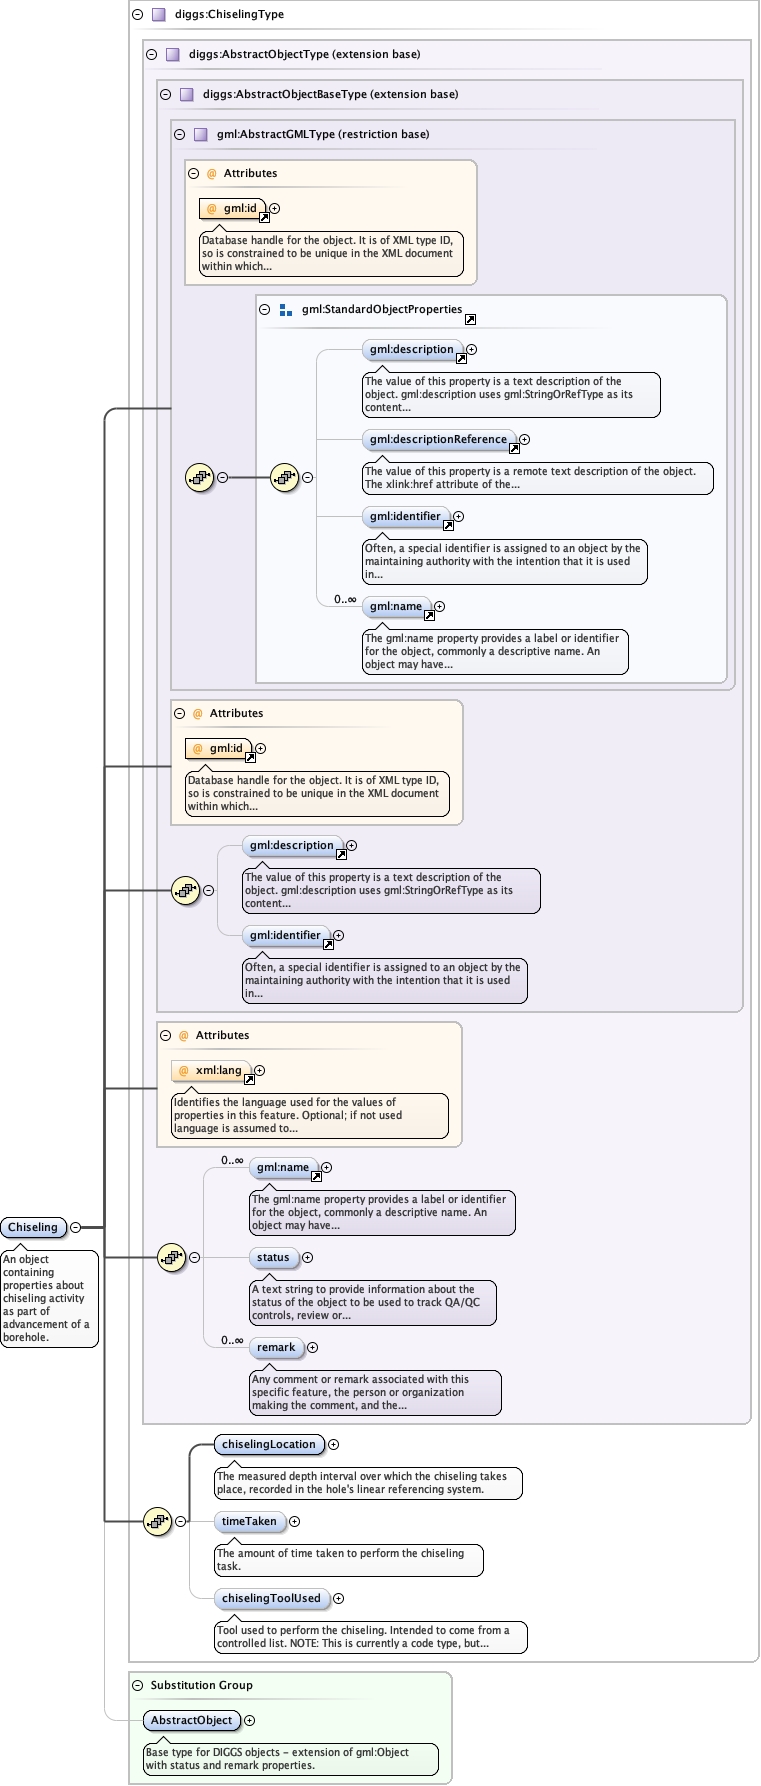 diggs:ChiselingType
diggs:AbstractObjectType (extension base)
diggs:AbstractObjectBaseType (extension base)
gml:AbstractGMLType (restriction base)
@ Attributes
@ gml:id
Database handle for the object. It is of XML type ID,
so is constrained to be unique in the XML document
within which...
gml:StandardObjectProperties
gml:description
The value of this property is a text description of the
object. gml:description uses gml:StringOrRefType as its
content...
gml:descriptionReference
The value of this property is a remote text description of the object.
The xlink:href attribute of the...
gml:identifier
Often, a special identifier is assigned to an object by the
maintaining authority with the intention that it is used
in...
0..∞
gml:name
The gml:name property provides a label or identifier
for the object, commonly a descriptive name. An
object may have...
@ Attributes
@ gml:id
Database handle for the object. It is of XML type ID,
so is constrained to be unique in the XML document
within which...
gml:description
The value of this property is a text description of the
object. gml:description uses gml:StringOrRefType as its
content...
gml:identifier
Often, a special identifier is assigned to an object by the
maintaining authority with the intention that it is used
in...
@ Attributes
@ xml:lang
Identifies the language used for the values of
properties in this feature. Optional; if not used
language is assumed to...
0..∞
gml:name
The gml:name property provides a label or identifier
for the object, commonly a descriptive name. An
object may have...
Chiseling
An object
containing
properties about
chiseling activity
as part of
advancement of a
borehole.
status
A text string to provide information about the
status of the object to be used to track QA/QC
controls, review or...
0..∞
remark
Any comment or remark associated with this
specific feature, the person or organization
making the comment, and the...
chiselingLocation
The measured depth interval over which the chiseling takes
place, recorded in the hole's linear referencing system.
timeTaken
The amount of time taken to perform the chiseling
task.
chiselingToolUsed
Tool used to perform the chiseling. Intended to come from a
controlled list. NOTE: This is currently a code type, but...
Substitution Group
AbstractObject
Base type for DIGGS objects - extension of gml:Object
with status and remark properties.